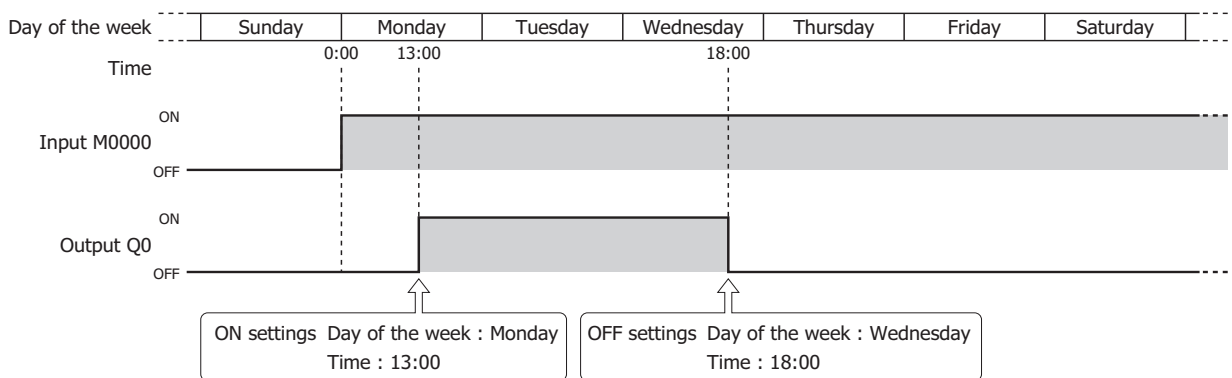 Day of the week Sunday Monday Tuesday Wednesday Thursday Friday Saturday
Time 0:00 13:00 18:00
ON
Input M0000
OFF
ON
Output Q0
OFF
ON settings Day of the week : Monday
Time : 13:00
OFF settings Day of the week : Wednesday
Time : 18:00